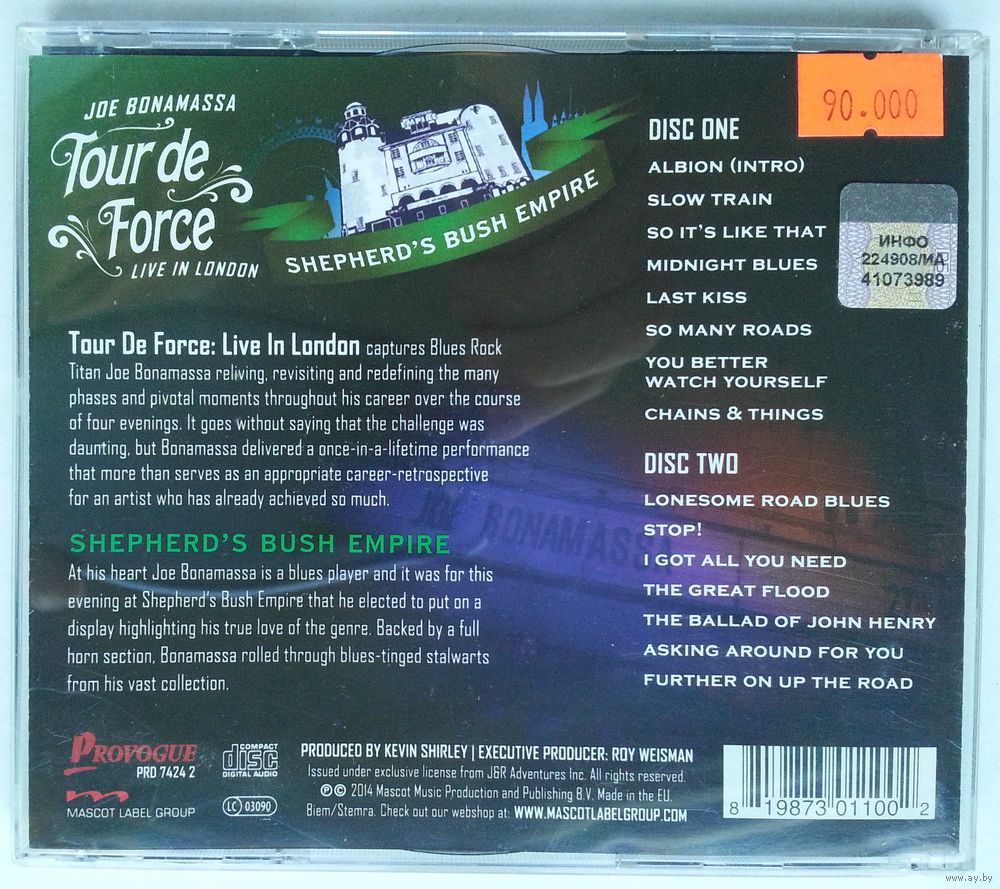 JOE BONAMASSA
Tour de
Force
LIVE IN LONDON
EMPIRE
SHEPHERD'S BUSH EMPIRE
Tour De Force: Live In London captures Blues Rock
Titan Joe Bonamassa reliving, revisiting and redefining the many
phases and pivotal moments throughout his career over the course
of four evenings. It goes without saying that the challenge was
daunting, but Bonamassa delivered a once-in-a-lifetime performance
that more than serves as an appropriate career-retrospective
for an artist who has already achieved so much.
SHEPHERD'S BUSH EMPIRE
At his heart Joe Bonamassa is a blues player and it was for this
evening at Shepherd's Bush Empire that he elected to put on a
display highlighting his true love of the genre. Backed by a full
horn section, Bonamassa rolled through blues-tinged stalwarts
from his vast collection.
JOE BONAMASSA
DISC ONE
ALBION (INTRO)
SLOW TRAIN
SO IT'S LIKE THAT
MIDNIGHT BLUES
LAST KISS
SO MANY ROADS
YOU BETTER
WATCH YOURSELF
CHAINS & THINGS
DISC TWO
LONESOME ROAD BLUES
STOP!
I GOT ALL YOU NEED
THE GREAT FLOOD
THE BALLAD OF JOHN HENRY
ASKING AROUND FOR YOU
FURTHER ON UP THE ROAD
90.000
ИНФО
224908/ИА
41073989
PROVOGUE
PRD 7424 2
MASCOT LABEL GROUP
COMPACT
disc
DIGITAL AUDIO
LC 03090
PRODUCED BY KEVIN SHIRLEY | EXECUTIVE PRODUCER: ROY WEISMAN
Issued under exclusive license from J&R Adventures Inc. All rights reserved.
℗© 2014 Mascot Music Production and Publishing B.V. Made in the EU.
Biem/Stemra. Check out our webshop at: WWW.MASCOTLABELGROUP.COM
8 19873 01100 2
www.ay.by